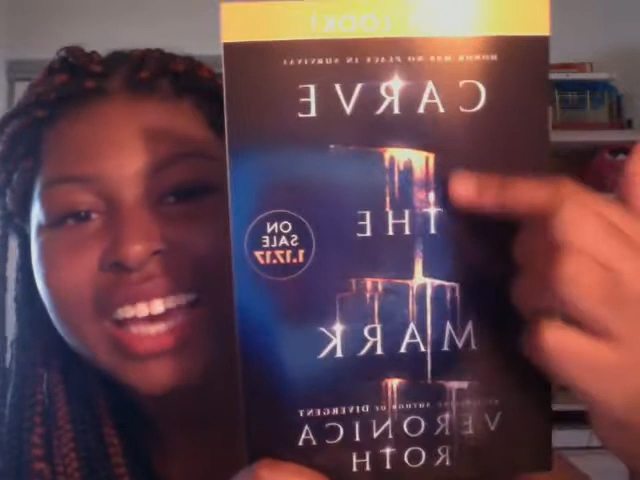 LOOK!
HONOR HAS NO PLACE IN SURVIVAL
CARVE
THE
ON
SALE
1.17.17
MARK
AUTHOR OF DIVERGENT
VERONICA
ROTH